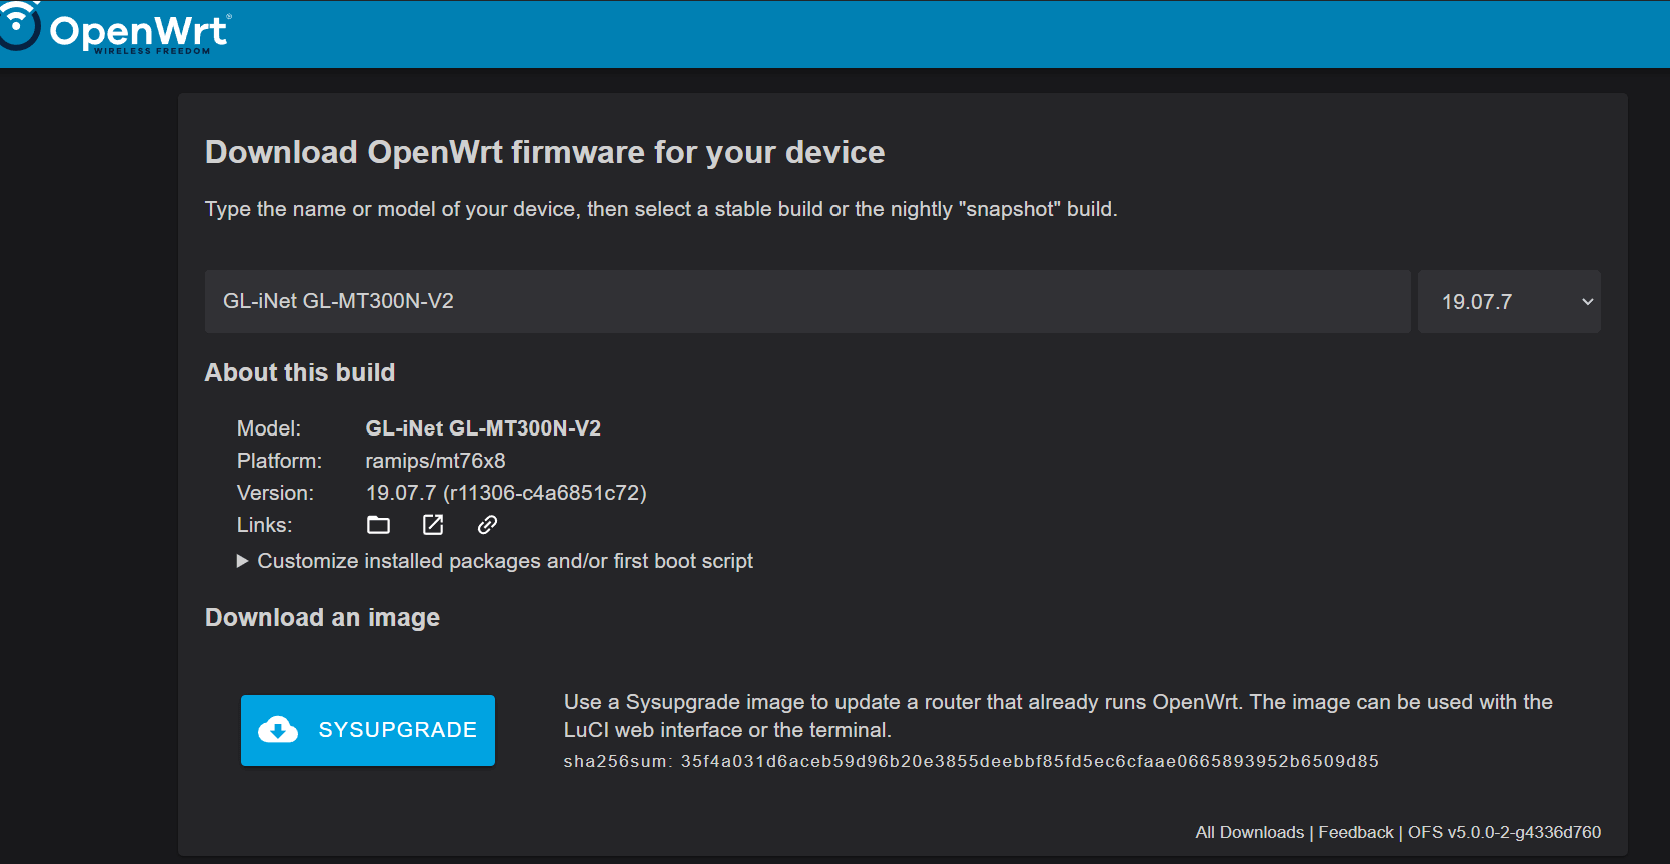 OpenWrt®
WIRELESS FREEDOM
Download OpenWrt firmware for your device
Type the name or model of your device, then select a stable build or the nightly "snapshot" build.
GL-iNet GL-MT300N-V2
19.07.7
About this build
Model: GL-iNet GL-MT300N-V2
Platform: ramips/mt76x8
Version: 19.07.7 (r11306-c4a6851c72)
Links:
Customize installed packages and/or first boot script
Download an image
SYSUPGRADE
Use a Sysupgrade image to update a router that already runs OpenWrt. The image can be used with the
LuCI web interface or the terminal.
sha256sum: 35f4a031d6aceb59d96b20e3855deebbf85fd5ec6cfaae0665893952b6509d85
All Downloads | Feedback | OFS v5.0.0-2-g4336d760